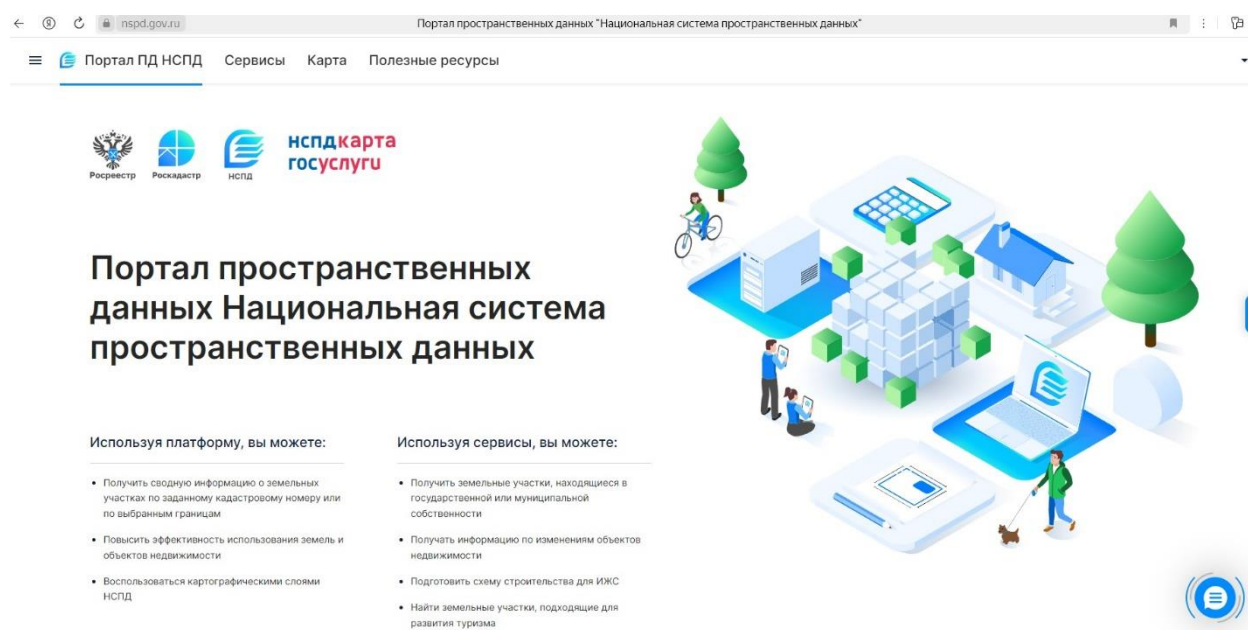 nspd.gov.ru
Портал пространственных данных "Национальная система пространственных данных"
Портал ПД НСПД
Сервисы
Карта
Полезные ресурсы
Росреестр
Роскадастр
НСПД
нспдкарта
госуслуги
Портал пространственных
данных Национальная система
пространственных данных
Используя платформу, вы можете:
• Получить сводную информацию о земельных
участках по заданному кадастровому номеру или
по выбранным границам
• Повысить эффективность использования земель и
объектов недвижимости
• Воспользоваться картографическими слоями
НСПД
Используя сервисы, вы можете:
• Получить земельные участки, находящиеся в
государственной или муниципальной
собственности
• Получать информацию по изменениям объектов
недвижимости
• Подготовить схему строительства для ИЖС
• Найти земельные участки, подходящие для
развития туризма